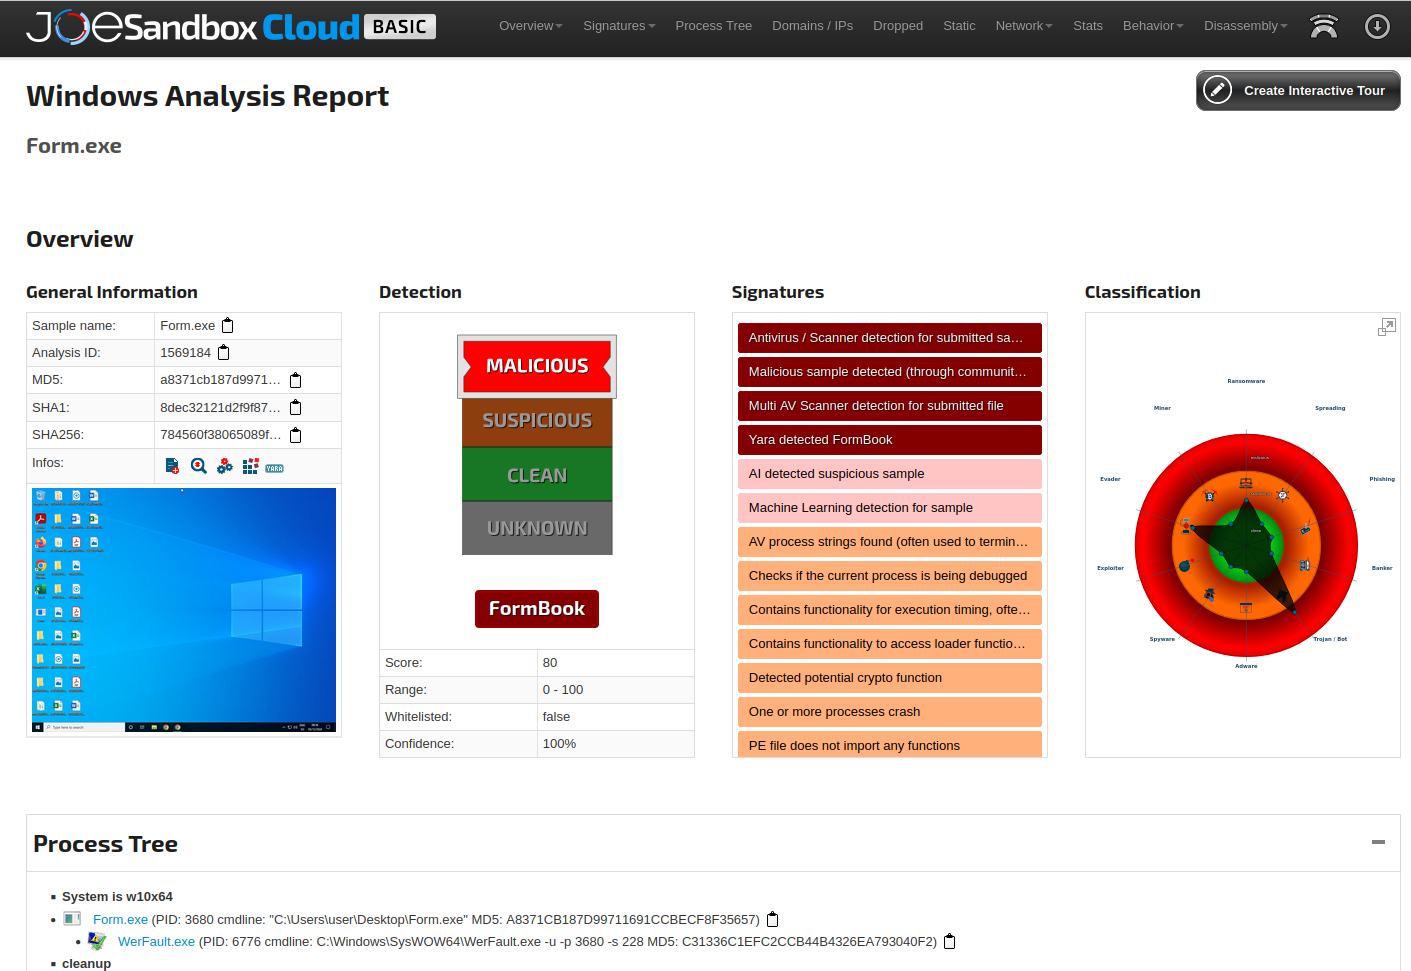 JOESandbox Cloud BASIC
Overview Signatures Process Tree Domains / IPs Dropped Static Network Stats Behavior Disassembly
Windows Analysis Report
Create Interactive Tour
Form.exe
Overview
General Information
Sample name: Form.exe
Analysis ID: 1569184
MD5: a8371cb187d9971...
SHA1: 8dec32121d2f9f87...
SHA256: 784560f38065089f...
Infos:
YARA
Type here to search
Detection
MALICIOUS
SUSPICIOUS
CLEAN
UNKNOWN
FormBook
Score: 80
Range: 0 - 100
Whitelisted: false
Confidence: 100%
Signatures
Antivirus / Scanner detection for submitted sa...
Malicious sample detected (through communit...
Multi AV Scanner detection for submitted file
Yara detected FormBook
AI detected suspicious sample
Machine Learning detection for sample
AV process strings found (often used to termin...
Checks if the current process is being debugged
Contains functionality for execution timing, ofte...
Contains functionality to access loader functio...
Detected potential crypto function
One or more processes crash
PE file does not import any functions
Classification
Ransomware
Miner
Spreading
malicious
Evader
Phishing
suspicious
clean
Exploiter
Banker
Spyware
Trojan / Bot
Adware
Process Tree
System is w10x64
Form.exe (PID: 3680 cmdline: "C:\Users\user\Desktop\Form.exe" MD5: A8371CB187D99711691CCBECF8F35657)
WerFault.exe (PID: 6776 cmdline: C:\Windows\SysWOW64\WerFault.exe -u -p 3680 -s 228 MD5: C31336C1EFC2CCB44B4326EA793040F2)
cleanup